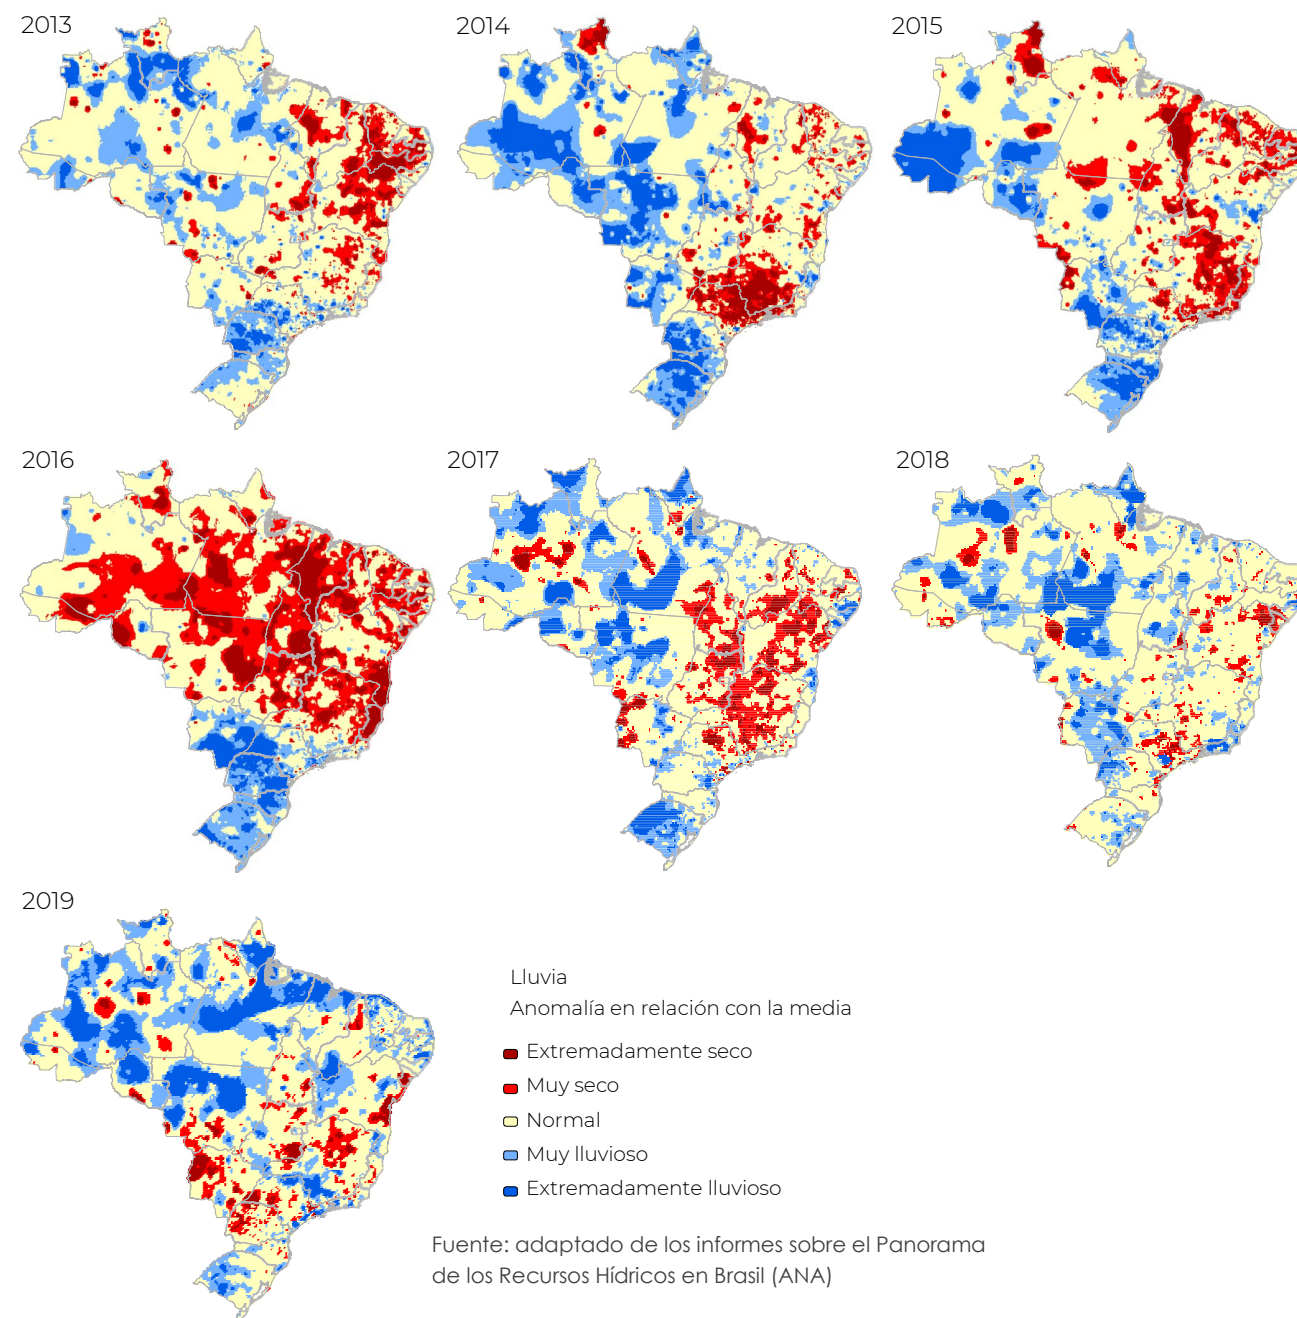 2013
2014
2015
2016
2017
2018
2019
Lluvia
Anomalía en relación con la media
Extremadamente seco
Muy seco
Normal
Muy lluvioso
Extremadamente lluvioso
Fuente: adaptado de los informes sobre el Panorama
de los Recursos Hídricos en Brasil (ANA)